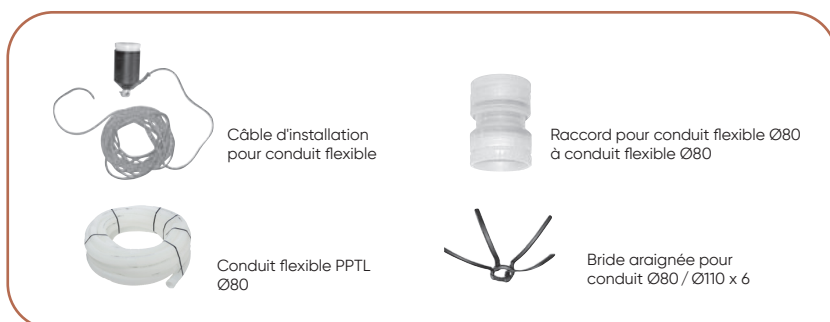 Câble d'installation
pour conduit flexible
Raccord pour conduit flexible Ø80
à conduit flexible Ø80
Conduit flexible PPTL
Ø80
Bride araignée pour
conduit Ø80 / Ø110 x 6